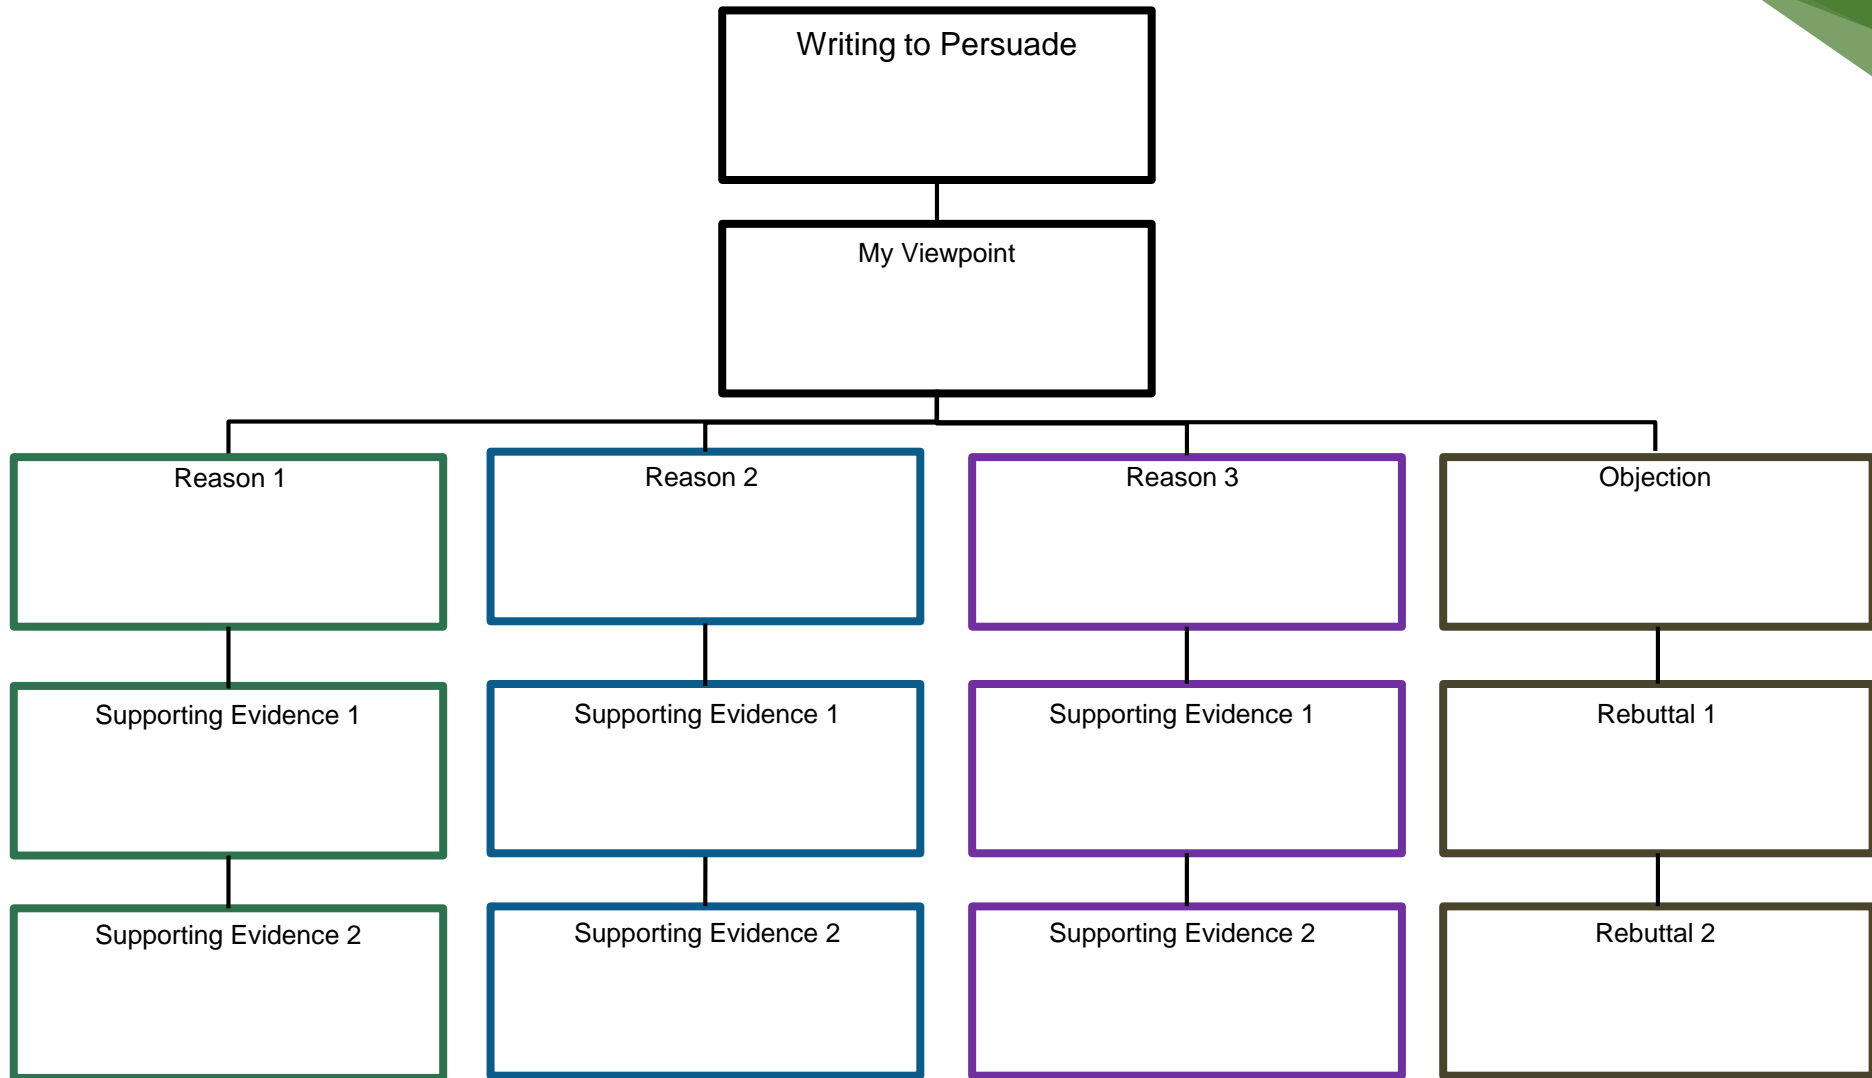 Writing to Persuade
My Viewpoint
Reason 1
Reason 2
Reason 3
Objection
Supporting Evidence 1
Supporting Evidence 1
Supporting Evidence 1
Rebuttal 1
Supporting Evidence 2
Supporting Evidence 2
Supporting Evidence 2
Rebuttal 2